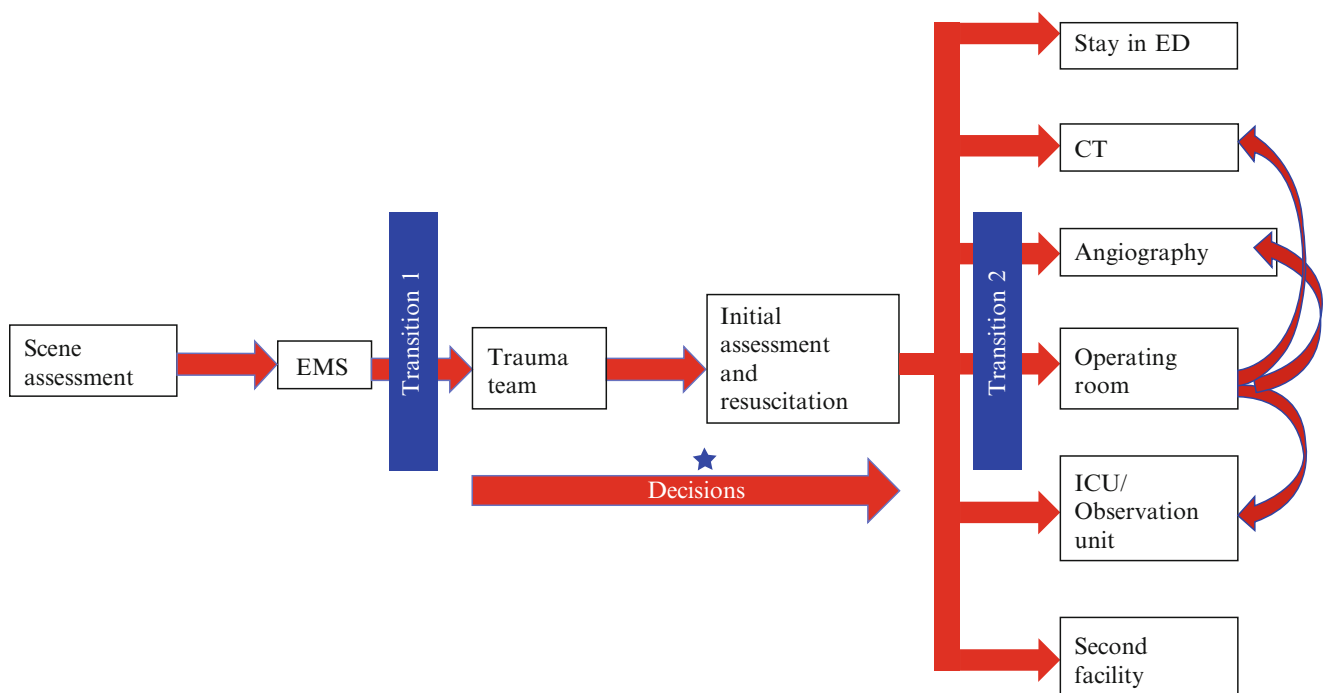 Scene
assessment
EMS
Transition 1
Trauma
team
Initial
assessment
and
resuscitation
Decisions
Transition 2
Stay in ED
CT
Angiography
Operating
room
ICU/
Observation
unit
Second
facility